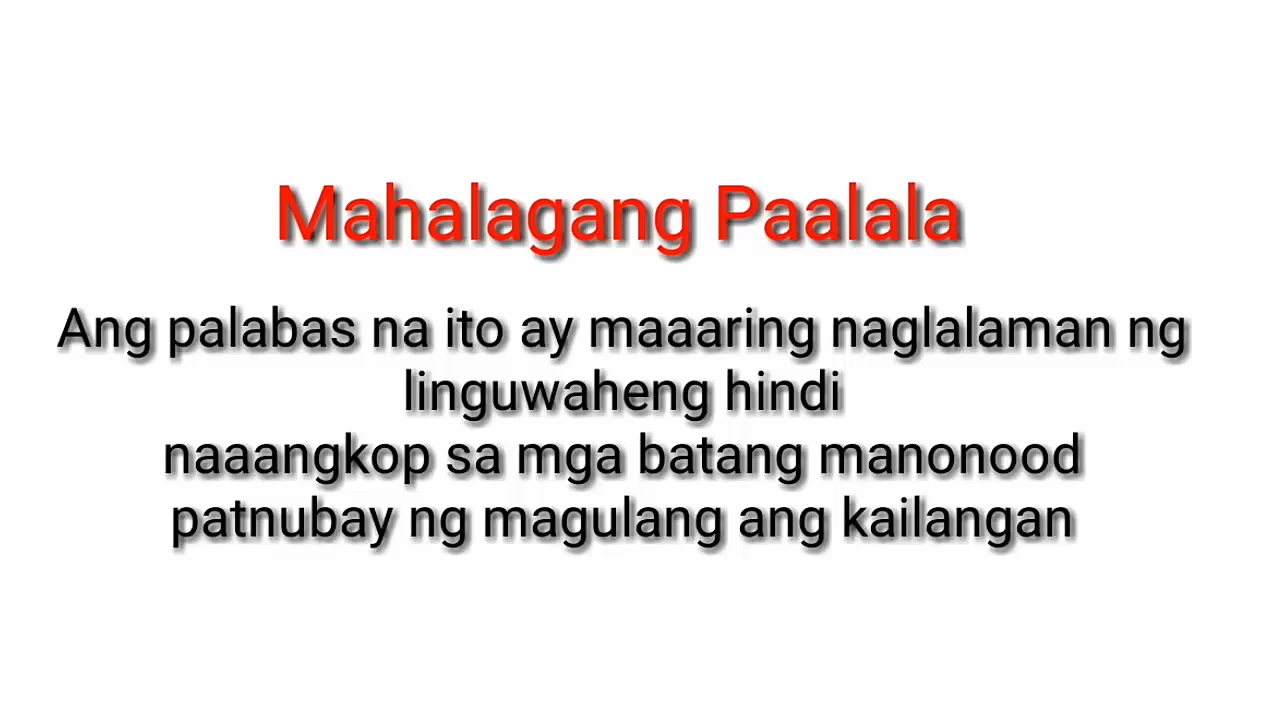 Mahalagang Paalala
Ang palabas na ito ay maaaring naglalaman ng
linguwaheng hindi
naaangkop sa mga batang manonood
patnubay ng magulang ang kailangan